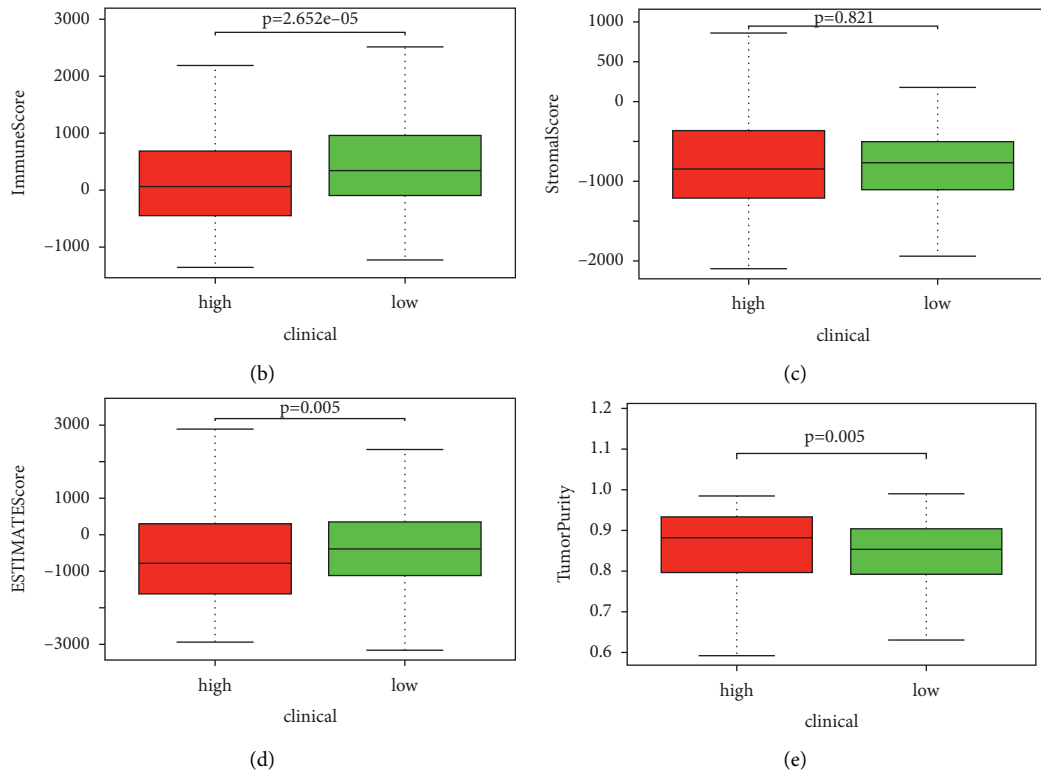 p=2.652e−05
3000
2000
1000
0
−1000
ImmuneScore
high
low
clinical
(b)
p=0.821
1000
500
0
−1000
−2000
StromalScore
high
low
clinical
(c)
p=0.005
3000
1000
0
−1000
−3000
ESTIMATEScore
high
low
clinical
(d)
p=0.005
1.2
1.1
1.0
0.9
0.8
0.7
0.6
TumorPurity
high
low
clinical
(e)